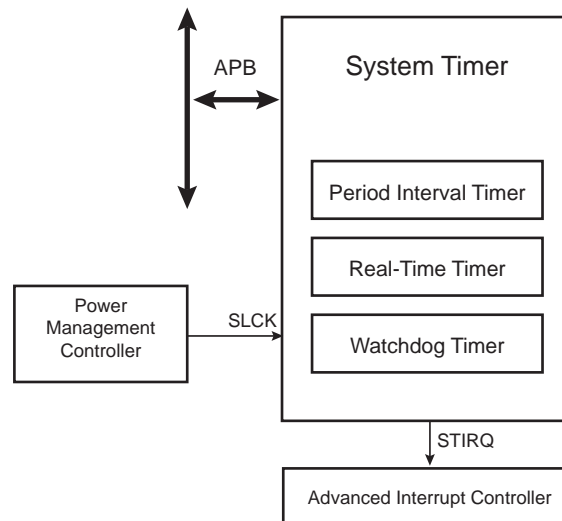 APB
System Timer
Period Interval Timer
Real-Time Timer
Power
Management
Controller
SLCK
Watchdog Timer
STIRQ
Advanced Interrupt Controller